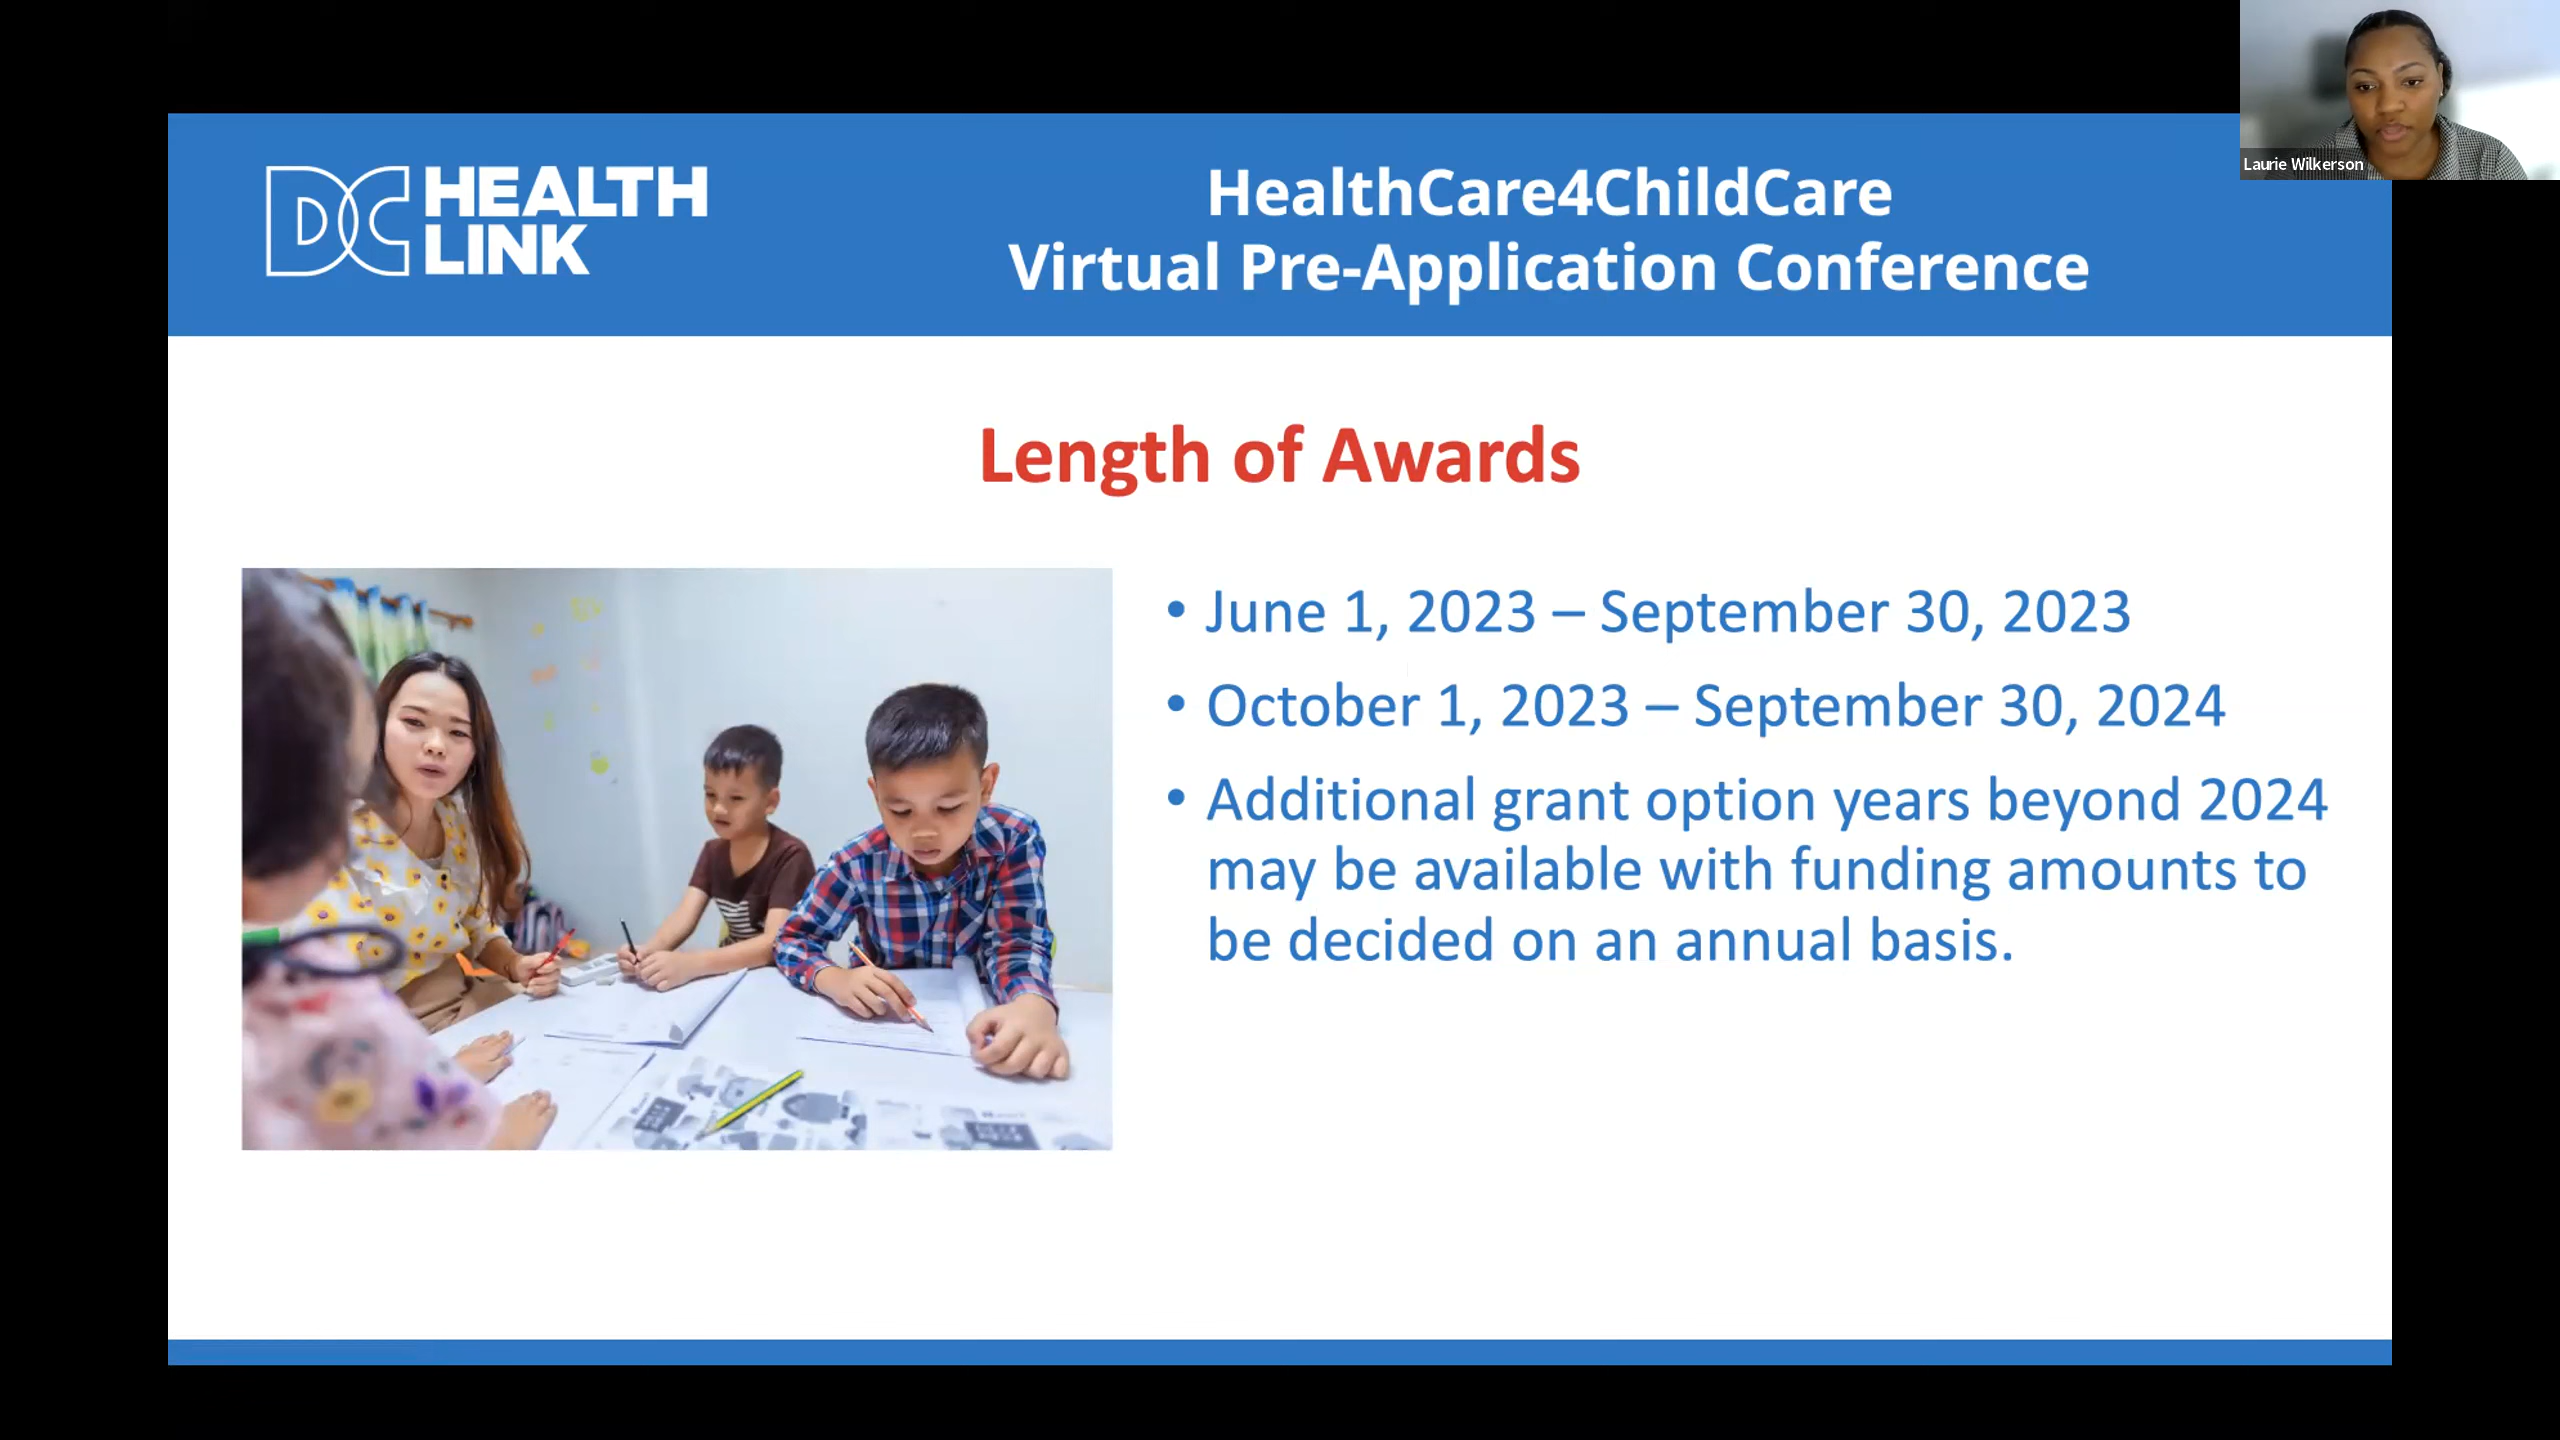 DC HEALTH
LINK
HealthCare4ChildCare
Virtual Pre-Application Conference
Laurie Wilkerson
Length of Awards
• June 1, 2023 – September 30, 2023
• October 1, 2023 – September 30, 2024
• Additional grant option years beyond 2024
may be available with funding amounts to
be decided on an annual basis.